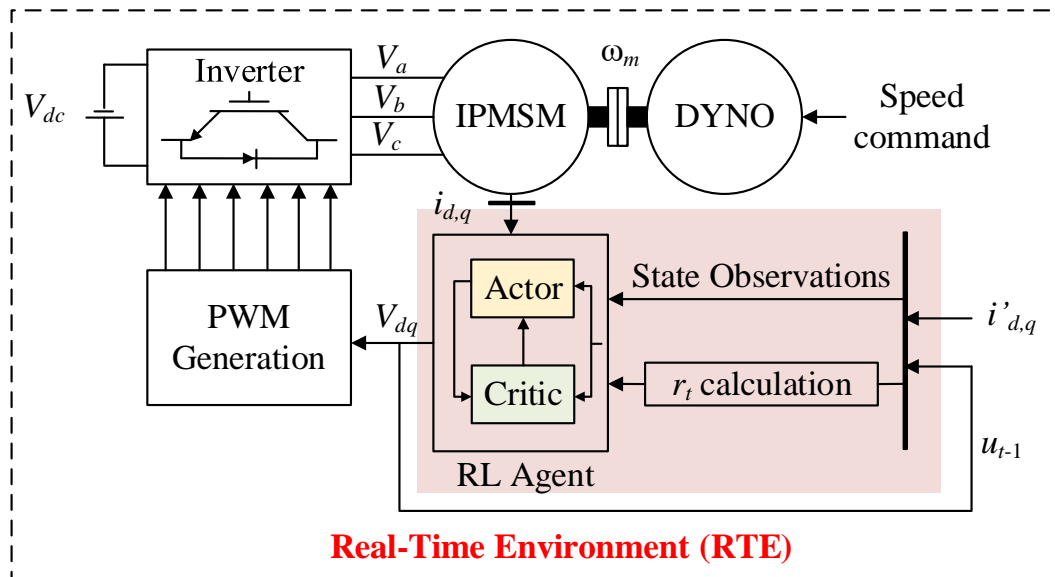 Inverter
V_dc
V_a
V_b
V_c
IPMSM
ω_m
DYNO
Speed
command
i_d,q
PWM
Generation
V_dq
Actor
Critic
RL Agent
State Observations
r_t calculation
i’_d,q
u_t-1
Real-Time Environment (RTE)